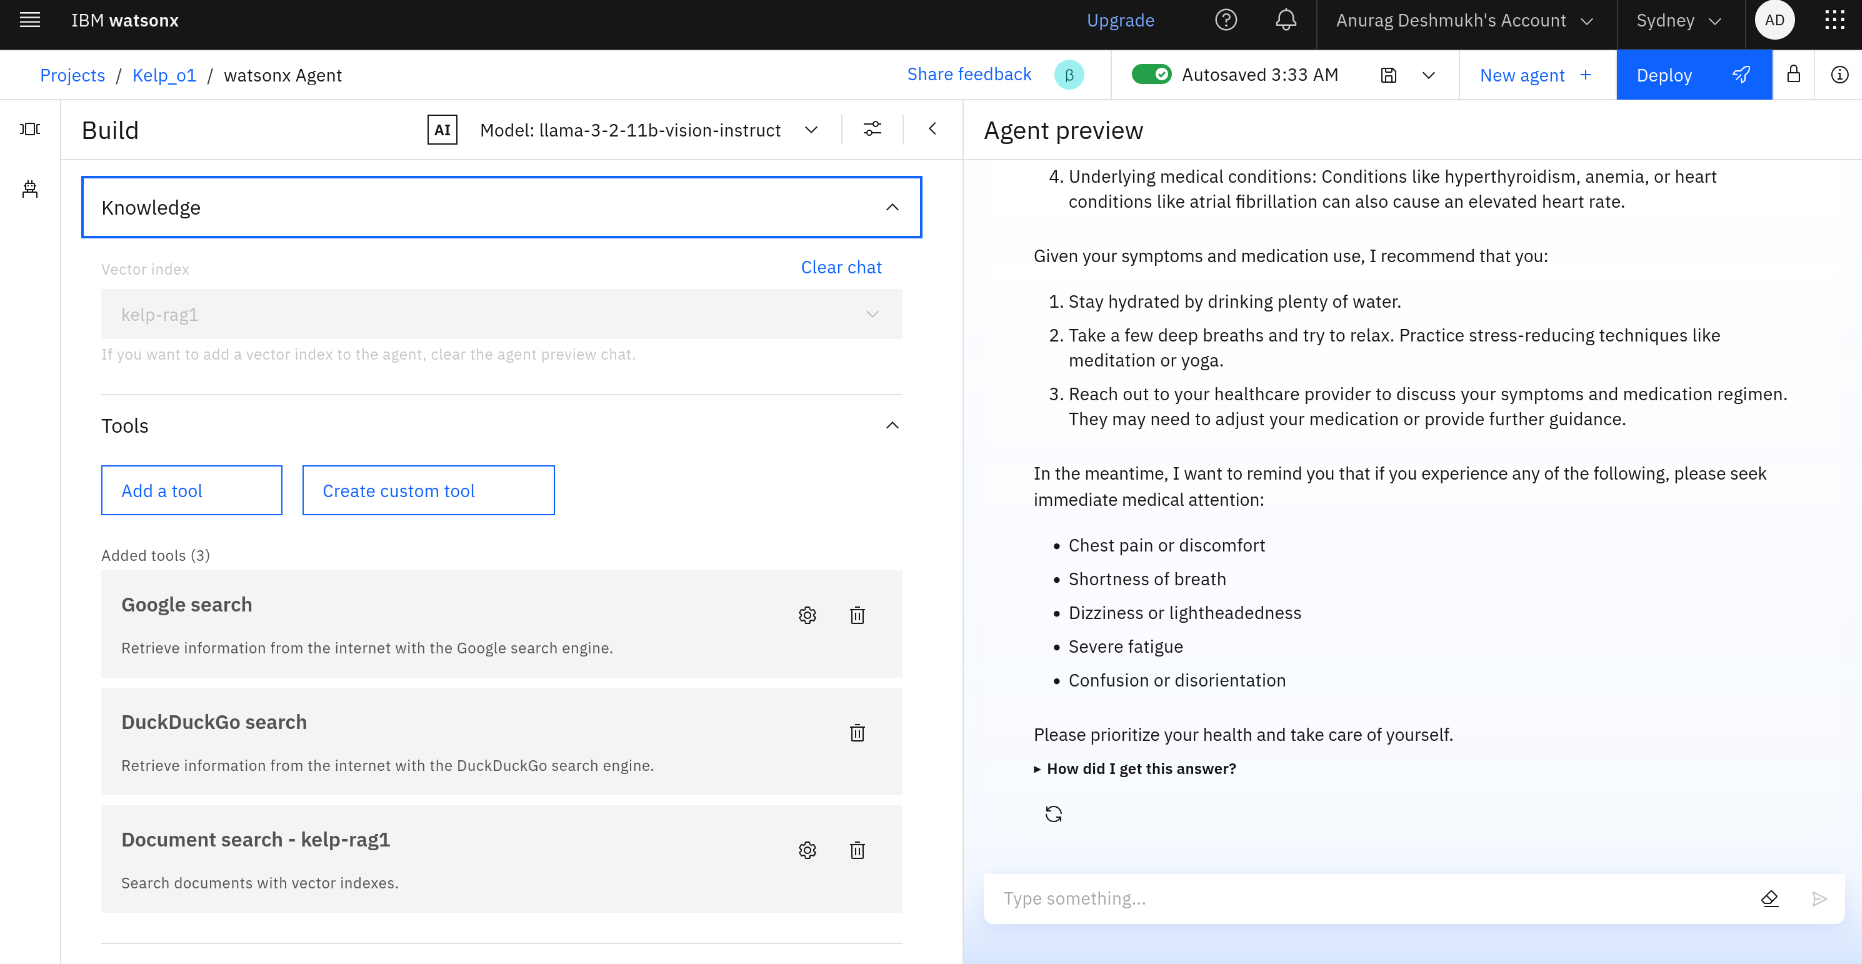 IBM watsonx
Upgrade
Anurag Deshmukh's Account
Sydney
AD
Projects / Kelp_o1 / watsonx Agent
Share feedback
β
Autosaved 3:33 AM
New agent +
Deploy
Build
AI
Model: llama-3-2-11b-vision-instruct
Knowledge
Vector index
Clear chat
kelp-rag1
If you want to add a vector index to the agent, clear the agent preview chat.
Tools
Add a tool
Create custom tool
Added tools (3)
Google search
Retrieve information from the internet with the Google search engine.
DuckDuckGo search
Retrieve information from the internet with the DuckDuckGo search engine.
Document search - kelp-rag1
Search documents with vector indexes.
Agent preview
4. Underlying medical conditions: Conditions like hyperthyroidism, anemia, or heart
conditions like atrial fibrillation can also cause an elevated heart rate.
Given your symptoms and medication use, I recommend that you:
1. Stay hydrated by drinking plenty of water.
2. Take a few deep breaths and try to relax. Practice stress-reducing techniques like
meditation or yoga.
3. Reach out to your healthcare provider to discuss your symptoms and medication regimen.
They may need to adjust your medication or provide further guidance.
In the meantime, I want to remind you that if you experience any of the following, please seek
immediate medical attention:
• Chest pain or discomfort
• Shortness of breath
• Dizziness or lightheadedness
• Severe fatigue
• Confusion or disorientation
Please prioritize your health and take care of yourself.
▸ How did I get this answer?
Type something...